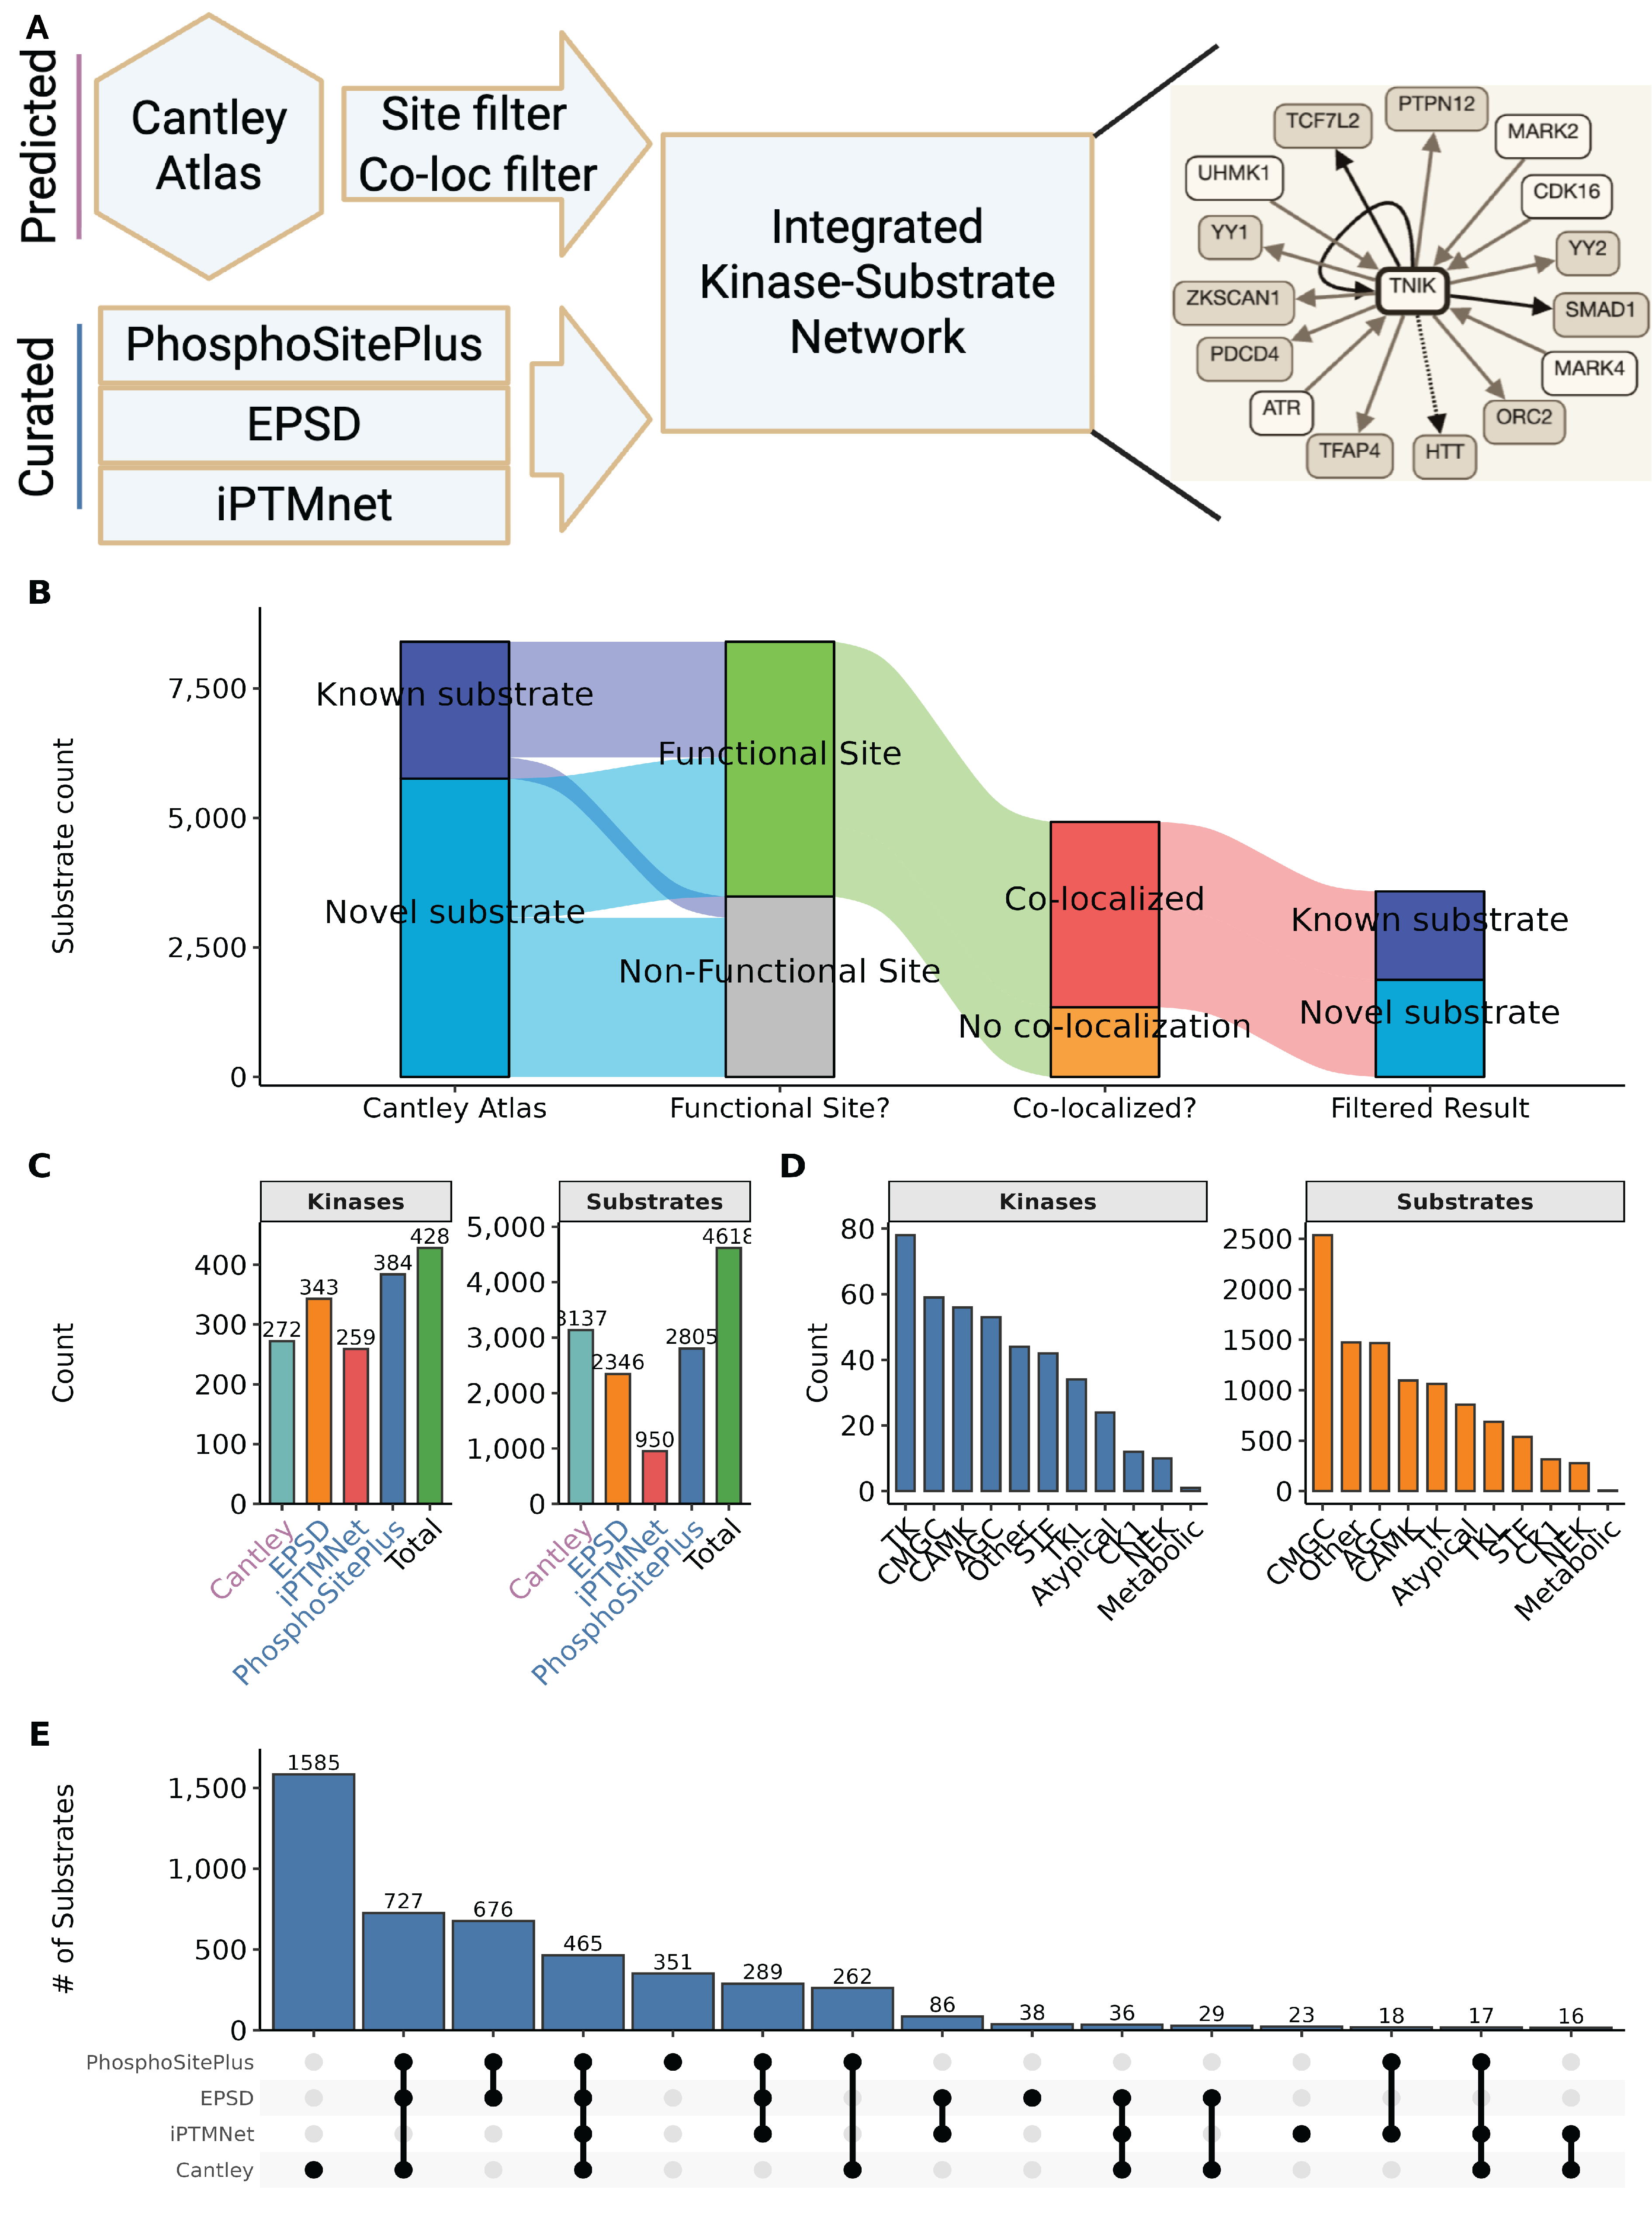 A
Predicted
Cantley
Atlas
Site filter
Co-loc filter
Curated
PhosphoSitePlus
EPSD
iPTMnet
Integrated
Kinase-Substrate
Network
TCF7L2
PTPN12
MARK2
UHMK1
CDK16
YY1
YY2
TNIK
ZKSCAN1
SMAD1
PDCD4
MARK4
ATR
ORC2
TFAP4
HTT
B
Substrate count
7,500
5,000
2,500
0
Known substrate
Novel substrate
Functional Site
Non-Functional Site
Co-localized
No co-localization
Known substrate
Novel substrate
Cantley Atlas
Functional Site?
Co-localized?
Filtered Result
C
Count
Kinases
400
300
200
100
0
272
343
259
384
428
Cantley
EPSD
iPTMNet
PhosphoSitePlus
Total
Substrates
5,000
4,000
3,000
2,000
1,000
0
3137
2346
950
2805
4618
Cantley
EPSD
iPTMNet
PhosphoSitePlus
Total
D
Count
Kinases
80
60
40
20
0
TK
CMGC
CAMK
AGC
Other
STE
TKL
Atypical
CK1
NEK
Metabolic
Substrates
2500
2000
1500
1000
500
0
CMGC
Other
AGC
CAMK
TK
Atypical
TKL
STE
CK1
NEK
Metabolic
E
# of Substrates
1,500
1,000
500
0
1585
727
676
465
351
289
262
86
38
36
29
23
18
17
16
PhosphoSitePlus
EPSD
iPTMNet
Cantley